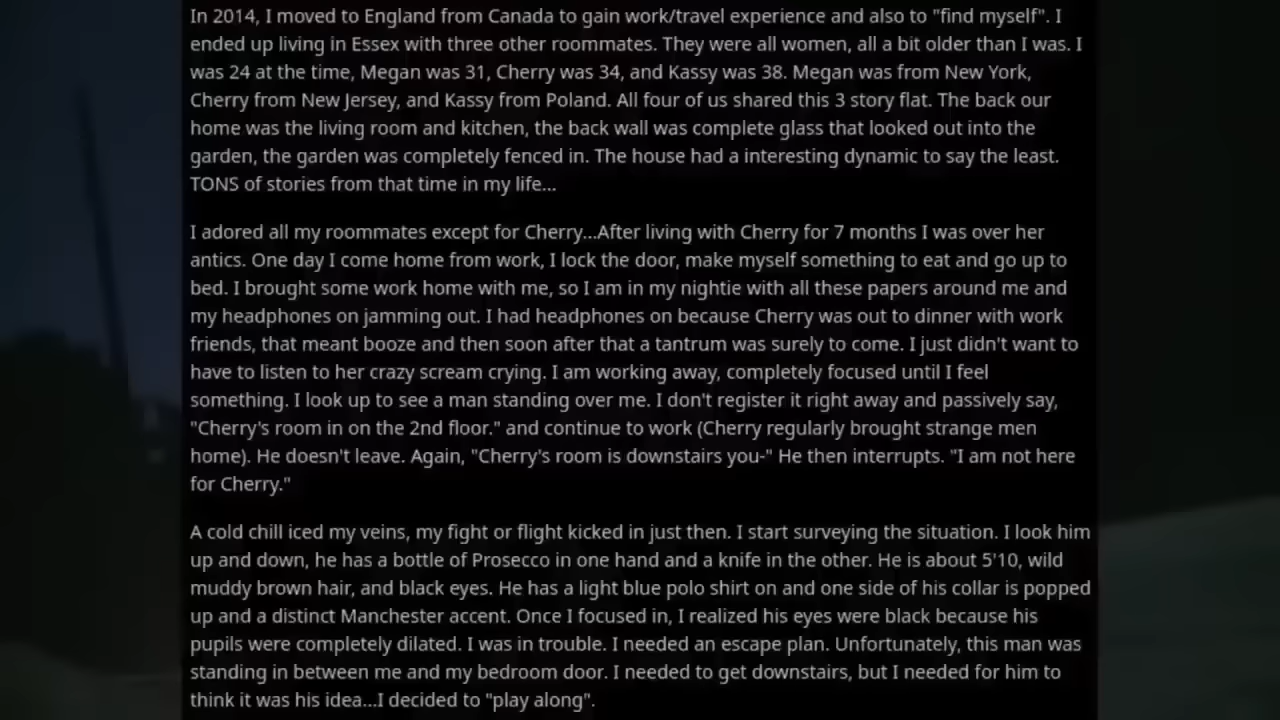 In 2014, I moved to England from Canada to gain work/travel experience and also to "find myself". I
ended up living in Essex with three other roommates. They were all women, all a bit older than I was. I
was 24 at the time, Megan was 31, Cherry was 34, and Kassy was 38. Megan was from New York,
Cherry from New Jersey, and Kassy from Poland. All four of us shared this 3 story flat. The back our
home was the living room and kitchen, the back wall was complete glass that looked out into the
garden, the garden was completely fenced in. The house had a interesting dynamic to say the least.
TONS of stories from that time in my life...
I adored all my roommates except for Cherry...After living with Cherry for 7 months I was over her
antics. One day I come home from work, I lock the door, make myself something to eat and go up to
bed. I brought some work home with me, so I am in my nightie with all these papers around me and
my headphones on jamming out. I had headphones on because Cherry was out to dinner with work
friends, that meant booze and then soon after that a tantrum was surely to come. I just didn't want to
have to listen to her crazy scream crying. I am working away, completely focused until I feel
something. I look up to see a man standing over me. I don't register it right away and passively say,
"Cherry's room in on the 2nd floor." and continue to work (Cherry regularly brought strange men
home). He doesn't leave. Again, "Cherry's room is downstairs you-" He then interrupts. "I am not here
for Cherry."
A cold chill iced my veins, my fight or flight kicked in just then. I start surveying the situation. I look him
up and down, he has a bottle of Prosecco in one hand and a knife in the other. He is about 5'10, wild
muddy brown hair, and black eyes. He has a light blue polo shirt on and one side of his collar is popped
up and a distinct Manchester accent. Once I focused in, I realized his eyes were black because his
pupils were completely dilated. I was in trouble. I needed an escape plan. Unfortunately, this man was
standing in between me and my bedroom door. I needed to get downstairs, but I needed for him to
think it was his idea...I decided to "play along".